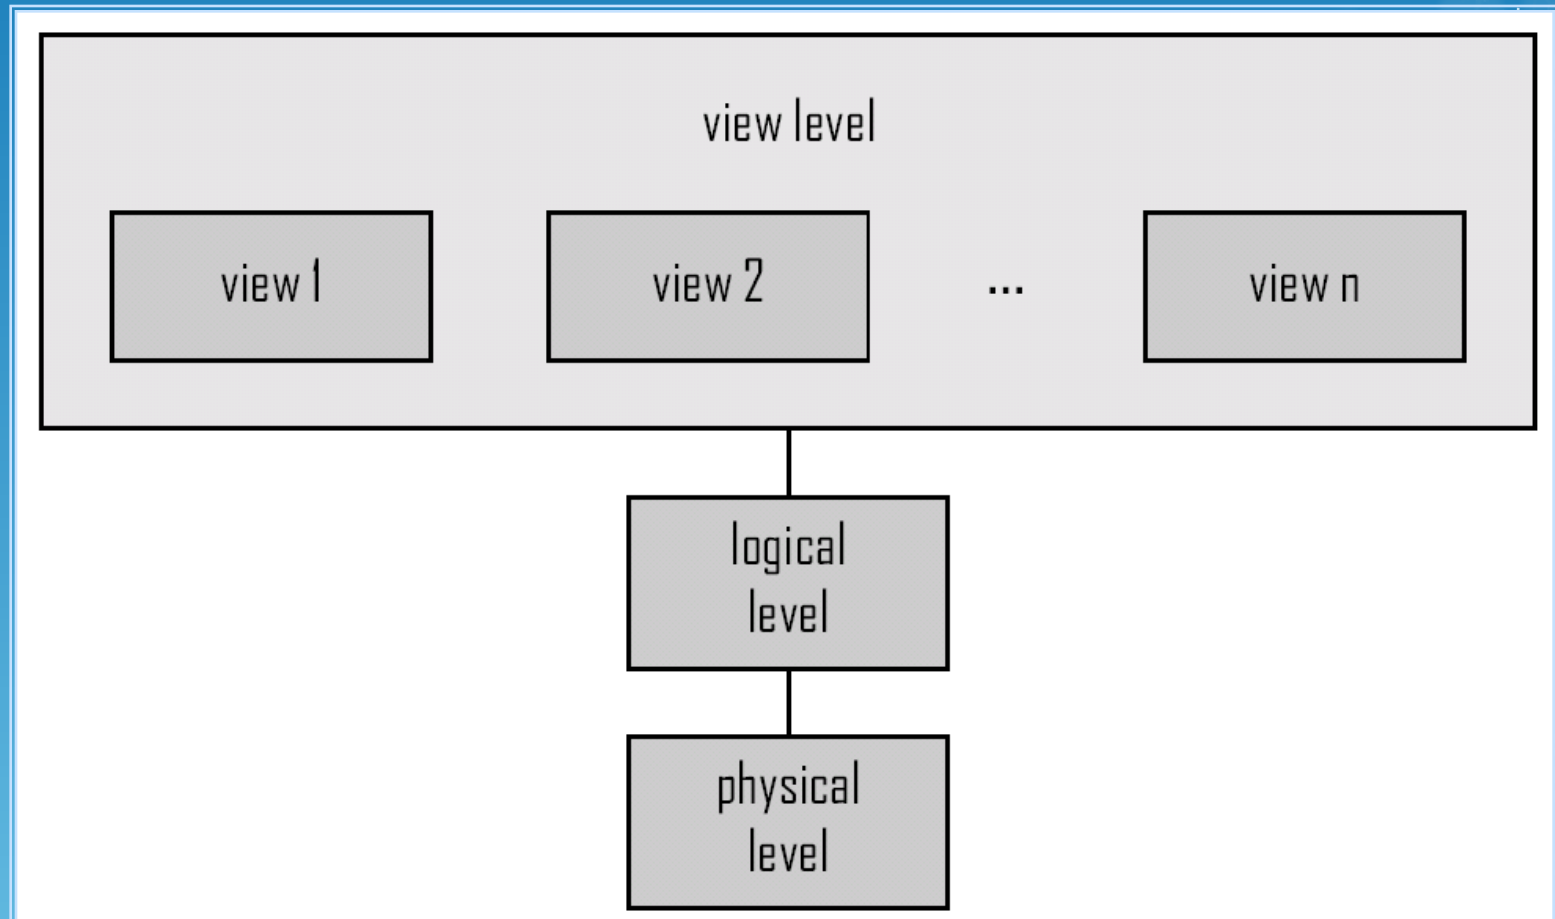 view level
view 1
view 2
...
view n
logical
level
physical
level